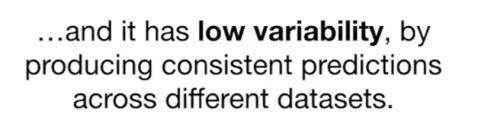 …and it has low variability, by
producing consistent predictions
across different datasets.